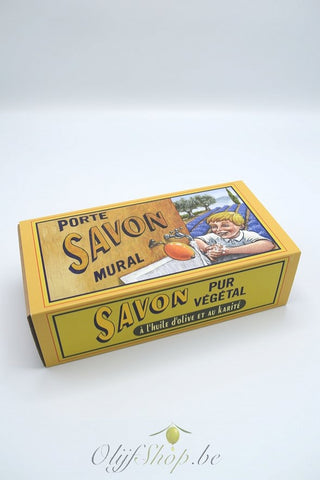 PORTE
SAVON
MURAL
SAVON PUR
VÉGÉTAL
à l'huile d'olive et au karité
OlijfShop.be